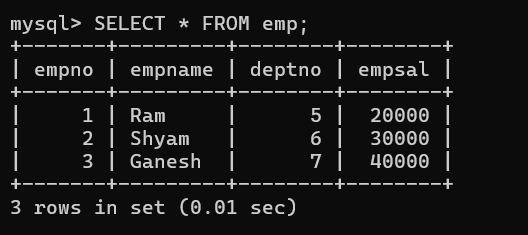 mysql> SELECT * FROM emp;
+-------+---------+--------+--------+
| empno | empname | deptno | empsal |
+-------+---------+--------+--------+
|     1 | Ram     |      5 |  20000 |
|     2 | Shyam   |      6 |  30000 |
|     3 | Ganesh  |      7 |  40000 |
+-------+---------+--------+--------+
3 rows in set (0.01 sec)